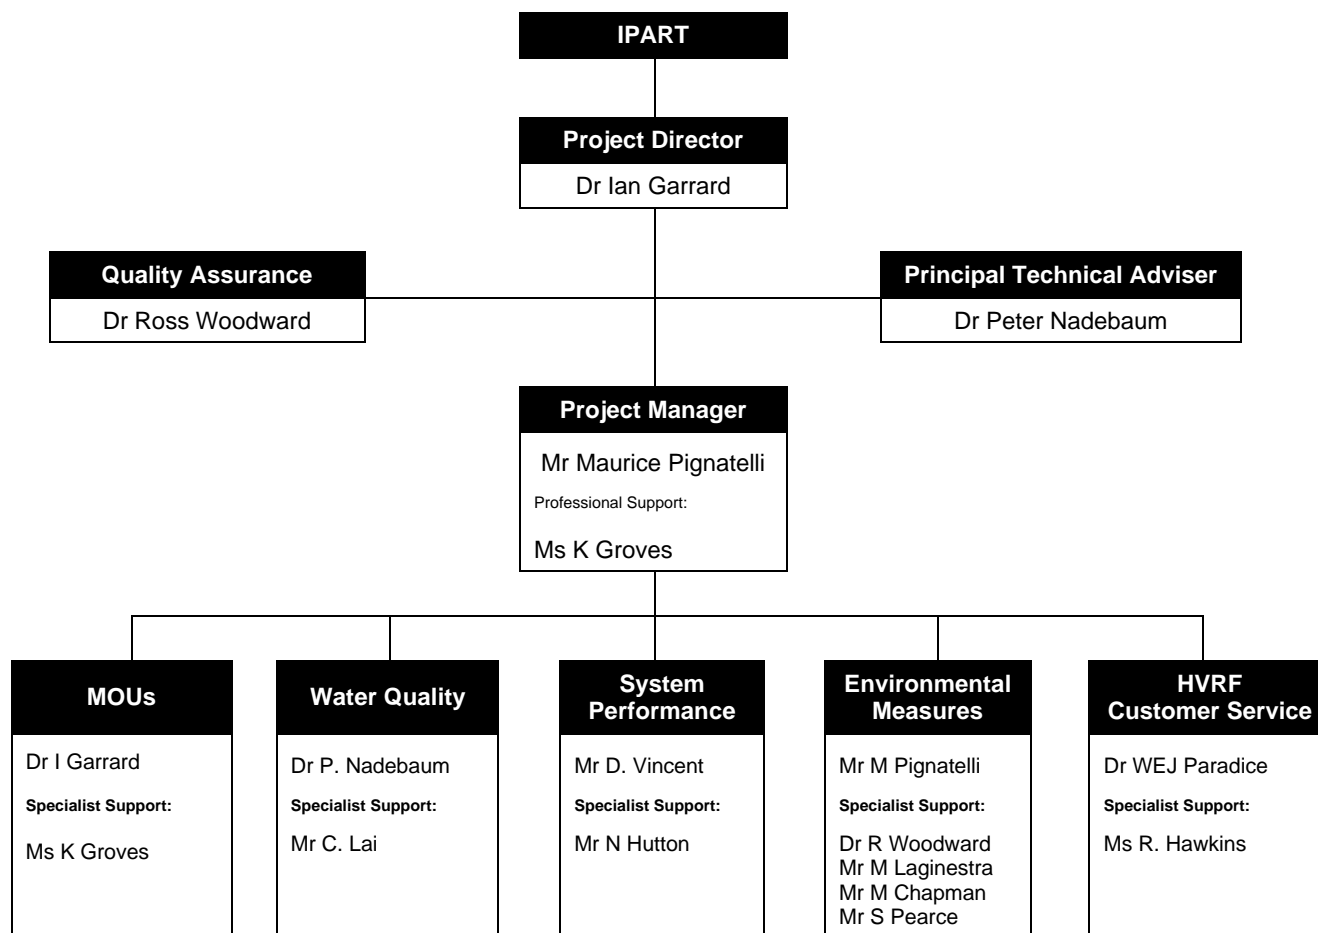 IPART
Project Director
Dr Ian Garrard
Quality Assurance
Dr Ross Woodward
Principal Technical Adviser
Dr Peter Nadebaum
Project Manager
Mr Maurice Pignatelli
Professional Support:
Ms K Groves
MOUs
Dr I Garrard
Specialist Support:
Ms K Groves
Water Quality
Dr P. Nadebaum
Specialist Support:
Mr C. Lai
System
Performance
Mr D. Vincent
Specialist Support:
Mr N Hutton
Environmental
Measures
Mr M Pignatelli
Specialist Support:
Dr R Woodward
Mr M Laginestra
Mr M Chapman
Mr S Pearce
HVRF
Customer Service
Dr WEJ Paradice
Specialist Support:
Ms R. Hawkins